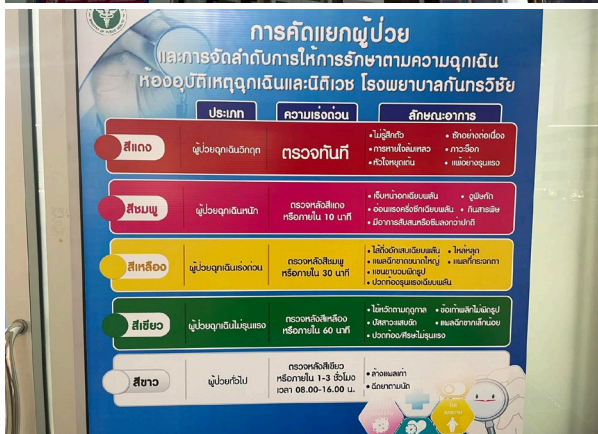 การคัดแยกผู้ป่วย
และการจัดลำดับการให้การรักษาตามความฉุกเฉิน
ห้องอุบัติเหตุฉุกเฉินและนิติเวช โรงพยาบาลกันทรวิชัย
ประเภท ความเร่งด่วน ลักษณะอาการ
สีแดง
ผู้ป่วยฉุกเฉินวิกฤต
ตรวจทันที
• ไม่รู้สึกตัว • ชักอย่างต่อเนื่อง
• การหายใจล้มเหลว • ภาวะช็อก
• หัวใจหยุดเต้น • แพ้อย่างรุนแรง
สีชมพู
ผู้ป่วยฉุกเฉินหนัก
ตรวจหลังสีแดง
หรือภายใน 10 นาที
• เจ็บหน้าอกเฉียบพลัน • งูพิษกัด
• อ่อนแรงครึ่งซีกเฉียบพลัน • กินสารพิษ
• มีอาการสับสนหรือซึมลงกว่าปกติ
สีเหลือง
ผู้ป่วยฉุกเฉินเร่งด่วน
ตรวจหลังสีชมพู
หรือภายใน 30 นาที
• ไส้ติ่งอักเสบเฉียบพลัน • ไหล่หลุด
• แผลฉีกขาดขนาดใหญ่ • แผลที่กระจกตา
• แขนขาบวมผิดรูป
• ปวดท้องรุนแรงเฉียบพลัน
สีเขียว
ผู้ป่วยฉุกเฉินไม่รุนแรง
ตรวจหลังสีเหลือง
หรือภายใน 60 นาที
• ไข้หวัดตามฤดูกาล • ข้อเท้าพลิกไม่ผิดรูป
• ปัสสาวะแสบขัด • แผลฉีกขาดเล็กน้อย
• ปวดท้อง/ศีรษะไม่รุนแรง
สีขาว
ผู้ป่วยทั่วไป
ตรวจหลังสีเขียว
หรือภายใน 1-3 ชั่วโมง
เวลา 08.00-16.00 น.
• ล้างแผลเก่า
• ฉีดยาตามนัด